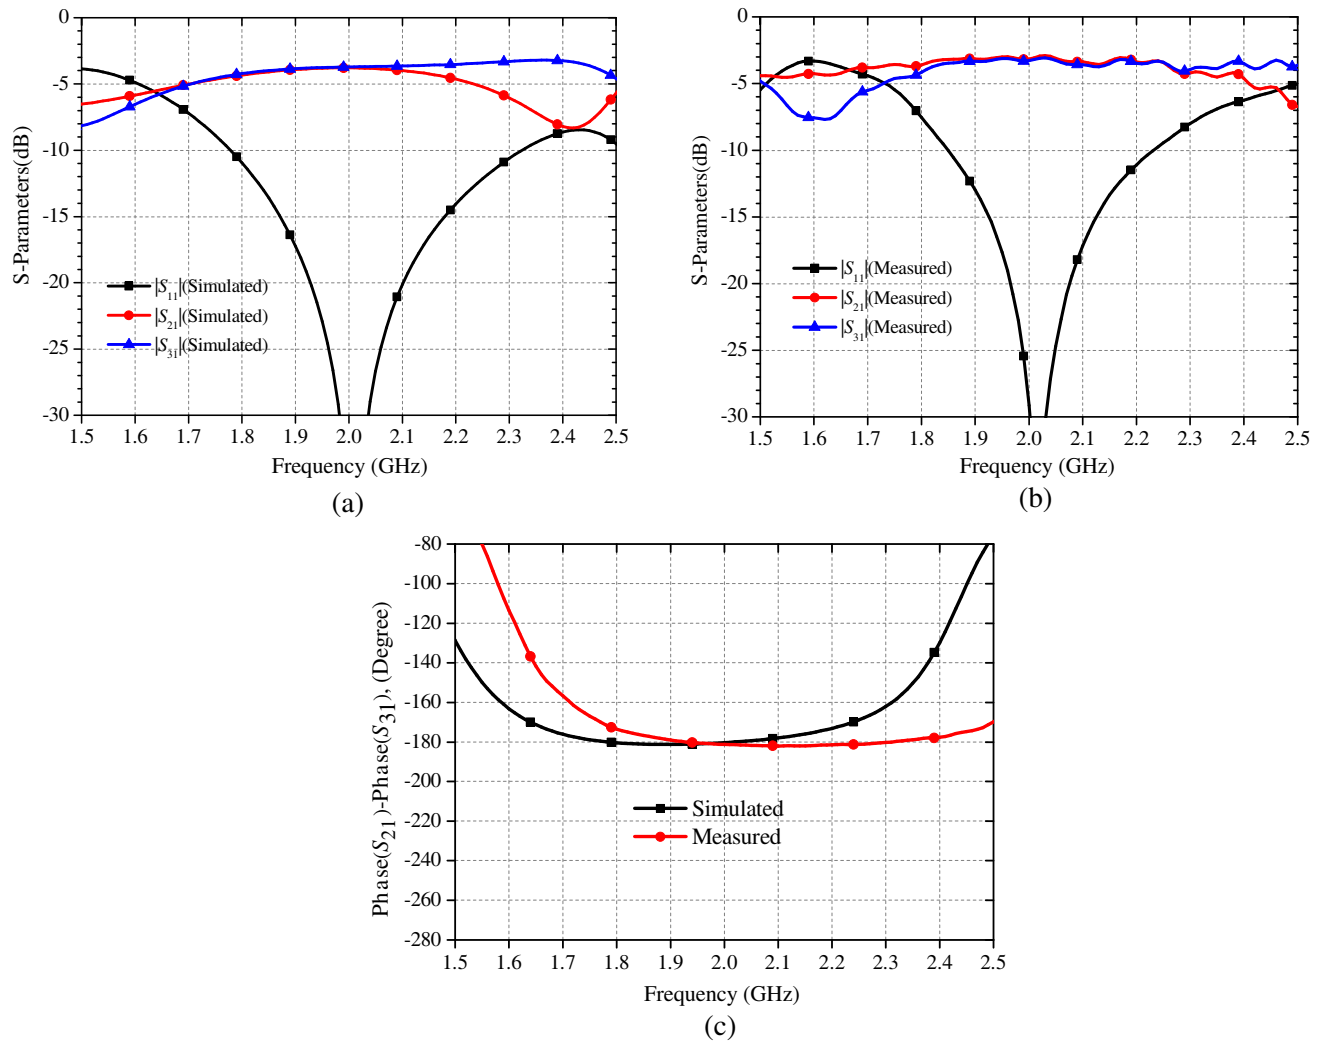 0
-5
-10
-15
-20
-25
-30
S-Parameters(dB)
|S11|(Simulated)
|S21|(Simulated)
|S31|(Simulated)
1.5 1.6 1.7 1.8 1.9 2.0 2.1 2.2 2.3 2.4 2.5
Frequency (GHz)
(a)
0
-5
-10
-15
-20
-25
-30
S-Parameters(dB)
|S11|(Measured)
|S21|(Measured)
|S31|(Measured)
1.5 1.6 1.7 1.8 1.9 2.0 2.1 2.2 2.3 2.4 2.5
Frequency (GHz)
(b)
-80
-100
-120
-140
-160
-180
-200
-220
-240
-260
-280
Phase(S21)-Phase(S31), (Degree)
Simulated
Measured
1.5 1.6 1.7 1.8 1.9 2.0 2.1 2.2 2.3 2.4 2.5
Frequency (GHz)
(c)